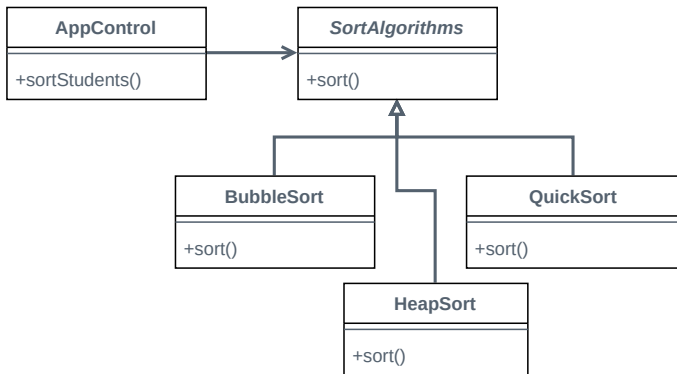 AppControl
+sortStudents()
SortAlgorithms
+sort()
BubbleSort
+sort()
QuickSort
+sort()
HeapSort
+sort()